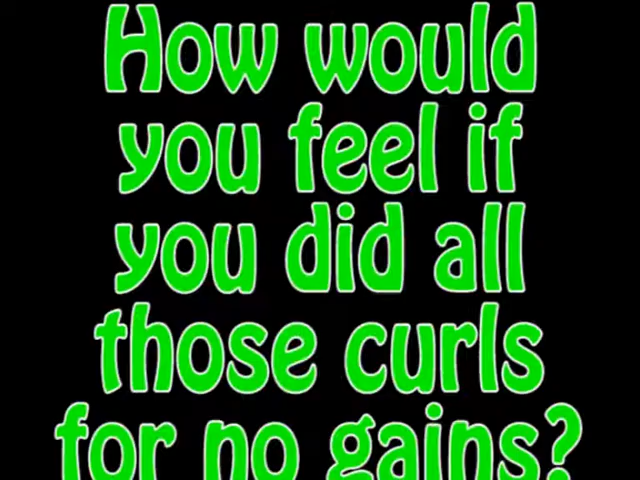 How would
you feel if
you did all
those curls
for no gains?